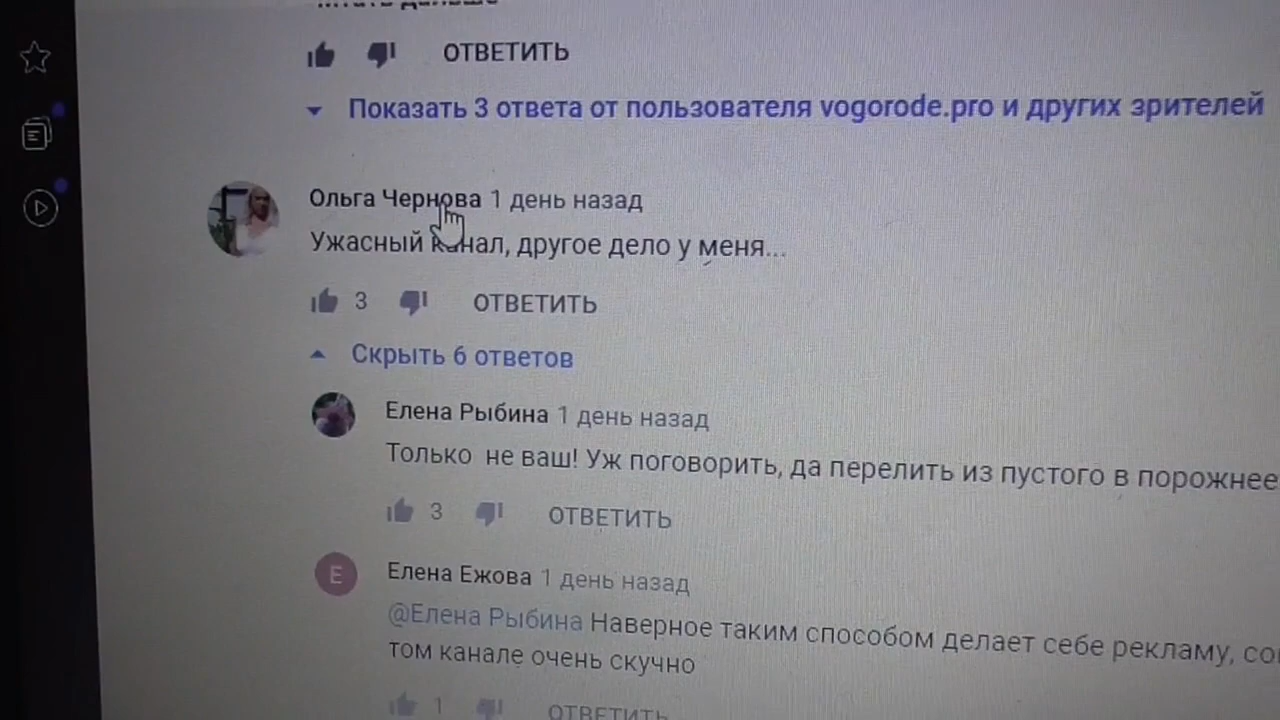 ОТВЕТИТЬ
Показать 3 ответа от пользователя vogorode.pro и других зрителей
Ольга Чернова 1 день назад
Ужасный канал, другое дело у меня...
3 ОТВЕТИТЬ
Скрыть 6 ответов
Елена Рыбина 1 день назад
Только не ваш! Уж поговорить, да перелить из пустого в порожнее
3 ОТВЕТИТЬ
Е
Елена Ежова 1 день назад
@Елена Рыбина Наверное таким способом делает себе рекламу,
том канале очень скучно
1 ОТВЕТИТЬ